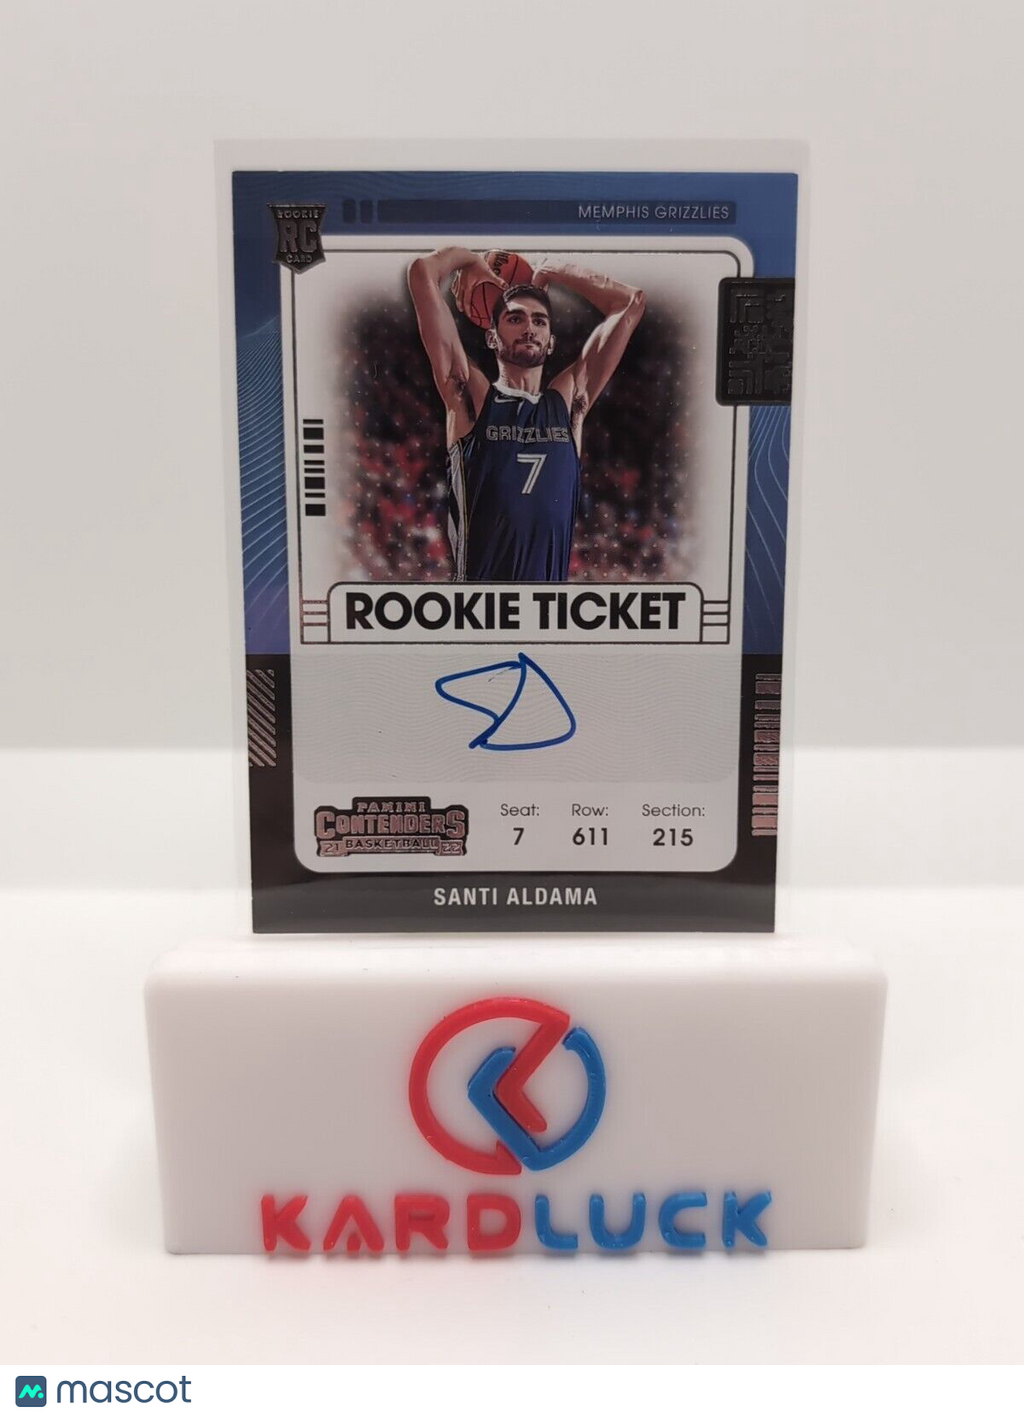 ROOKIE
RC
CARD
MEMPHIS GRIZZLIES
GRIZZLIES
7
ROOKIE TICKET
PANINI
CONTENDERS
21 BASKETBALL 22
Seat: Row: Section:
7 611 215
SANTI ALDAMA
KARDLUCK
mascot